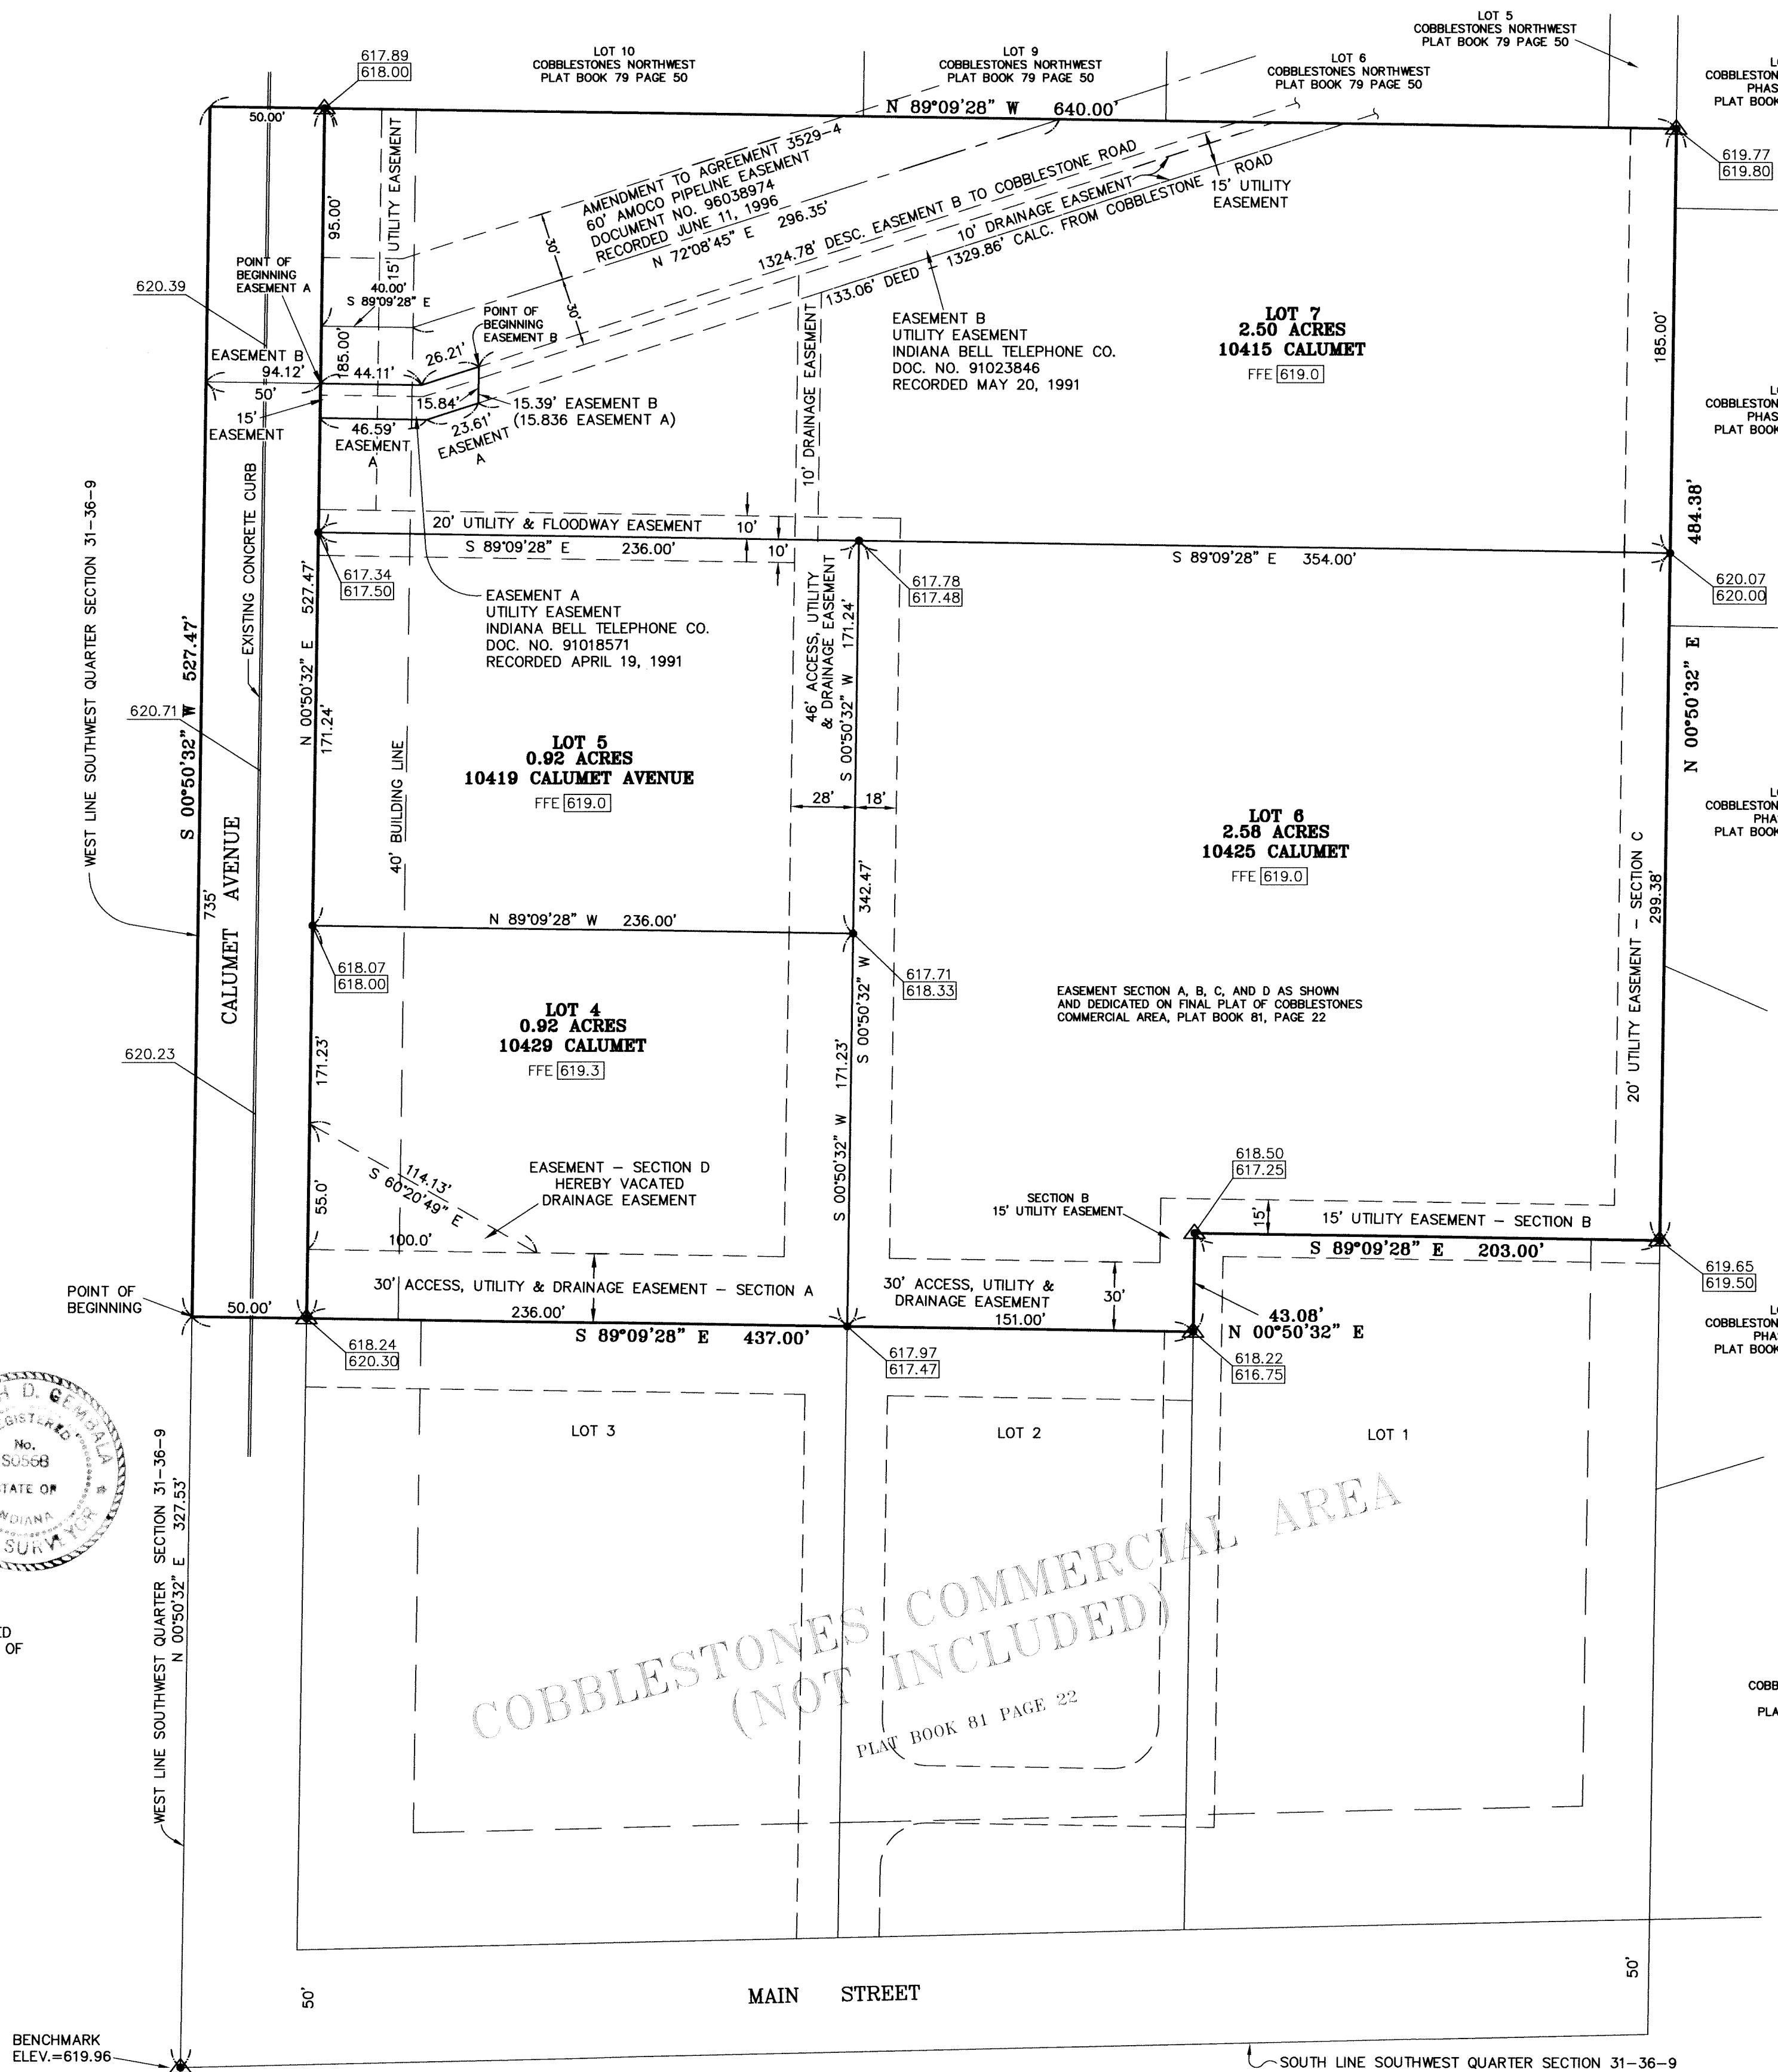 LOT 5
COBBLESTONES NORTHWEST
PLAT BOOK 79 PAGE 50
LOT 10
COBBLESTONES NORTHWEST
PLAT BOOK 79 PAGE 50
LOT 9
COBBLESTONES NORTHWEST
PLAT BOOK 79 PAGE 50
LOT 6
COBBLESTONES NORTHWEST
PLAT BOOK 79 PAGE 50
PLAT BOOK
617.89
618.00
50.00'
N 89°09'28" W 640.00'
619.77
619.80
15' UTILITY EASEMENT
95.00'
AMENDMENT TO AGREEMENT 3529-4
60' AMOCO PIPELINE EASEMENT
DOCUMENT NO. 96038974
RECORDED JUNE 11, 1996
N 72°08'45" E 296.35'
30'
30'
1324.78' DESC. EASEMENT B TO COBBLESTONE ROAD
10' DRAINAGE EASEMENT
133.06' DEED - 1329.86' CALC. FROM COBBLESTONE ROAD
15' UTILITY
EASEMENT
POINT OF
BEGINNING
EASEMENT A
620.39
40.00'
S 89°09'28" E
185.00'
POINT OF
BEGINNING
EASEMENT B
26.21'
EASEMENT B
94.12'
44.11'
50'
15'
EASEMENT
15.84'
15.39' EASEMENT B
(15.836 EASEMENT A)
46.59'
EASEMENT
A
23.61'
EASEMENT
A
10' DRAINAGE EASEMENT
EASEMENT B
UTILITY EASEMENT
INDIANA BELL TELEPHONE CO.
DOC. NO. 91023846
RECORDED MAY 20, 1991
LOT 7
2.50 ACRES
10415 CALUMET
FFE 619.0
185.00'
PLAT BOOK
484.38'
20' UTILITY & FLOODWAY EASEMENT
10'
10'
S 89°09'28" E 236.00'
S 89°09'28" E 354.00'
617.34
617.50
617.78
617.48
620.07
620.00
EASEMENT A
UTILITY EASEMENT
INDIANA BELL TELEPHONE CO.
DOC. NO. 91018571
RECORDED APRIL 19, 1991
WEST LINE SOUTHWEST QUARTER SECTION 31-36-9
S 00°50'32" W 527.47'
735'
EXISTING CONCRETE CURB
620.71
CALUMET AVENUE
N 00°50'32" E 527.47'
171.24'
40' BUILDING LINE
46' ACCESS, UTILITY
& DRAINAGE EASEMENT
S 00°50'32" W 171.24'
28'
18'
342.47'
LOT 5
0.92 ACRES
10419 CALUMET AVENUE
FFE 619.0
LOT 6
2.58 ACRES
10425 CALUMET
FFE 619.0
N 00°50'32" E
20' UTILITY EASEMENT - SECTION C
299.38'
PLAT BOOK
N 89°09'28" W 236.00'
618.07
618.00
617.71
618.33
S 00°50'32" W
LOT 4
0.92 ACRES
10429 CALUMET
FFE 619.3
EASEMENT SECTION A, B, C, AND D AS SHOWN
AND DEDICATED ON FINAL PLAT OF COBBLESTONES
COMMERCIAL AREA, PLAT BOOK 81, PAGE 22
620.23
171.23'
S 00°50'32" W 171.23'
114.13'
S 60°20'49" E
55.0'
100.0'
EASEMENT - SECTION D
HEREBY VACATED
DRAINAGE EASEMENT
618.50
617.25
SECTION B
15' UTILITY EASEMENT
15'
15' UTILITY EASEMENT - SECTION B
S 89°09'28" E 203.00'
619.65
619.50
POINT OF
BEGINNING
50.00'
30' ACCESS, UTILITY & DRAINAGE EASEMENT - SECTION A
236.00'
30' ACCESS, UTILITY &
DRAINAGE EASEMENT
30'
151.00'
S 89°09'28" E 437.00'
43.08'
N 00°50'32" E
618.24
620.30
617.97
617.47
618.22
616.75
PLAT BOOK
LOT 3
LOT 2
LOT 1
D. GEMBALA
REGISTERED
No.
STATE OF
INDIANA
SURVEYOR
WEST LINE SOUTHWEST QUARTER SECTION 31-36-9
N 00°50'32" E 327.53'
OF
COBBLESTONES COMMERCIAL AREA
(NOT INCLUDED)
PLAT BOOK 81 PAGE 22
50'
MAIN STREET
50'
BENCHMARK
ELEV.=619.96
SOUTH LINE SOUTHWEST QUARTER SECTION 31-36-9